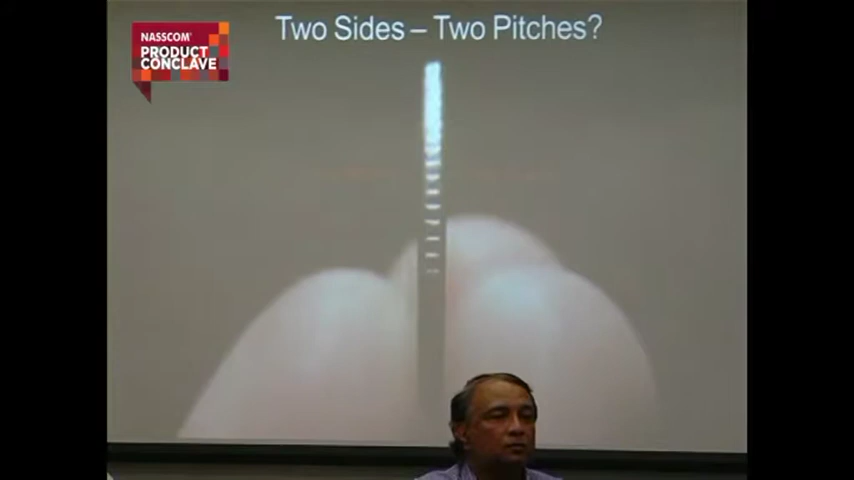 Two Sides – Two Pitches?
NASSCOM®
PRODUCT
CONCLAVE